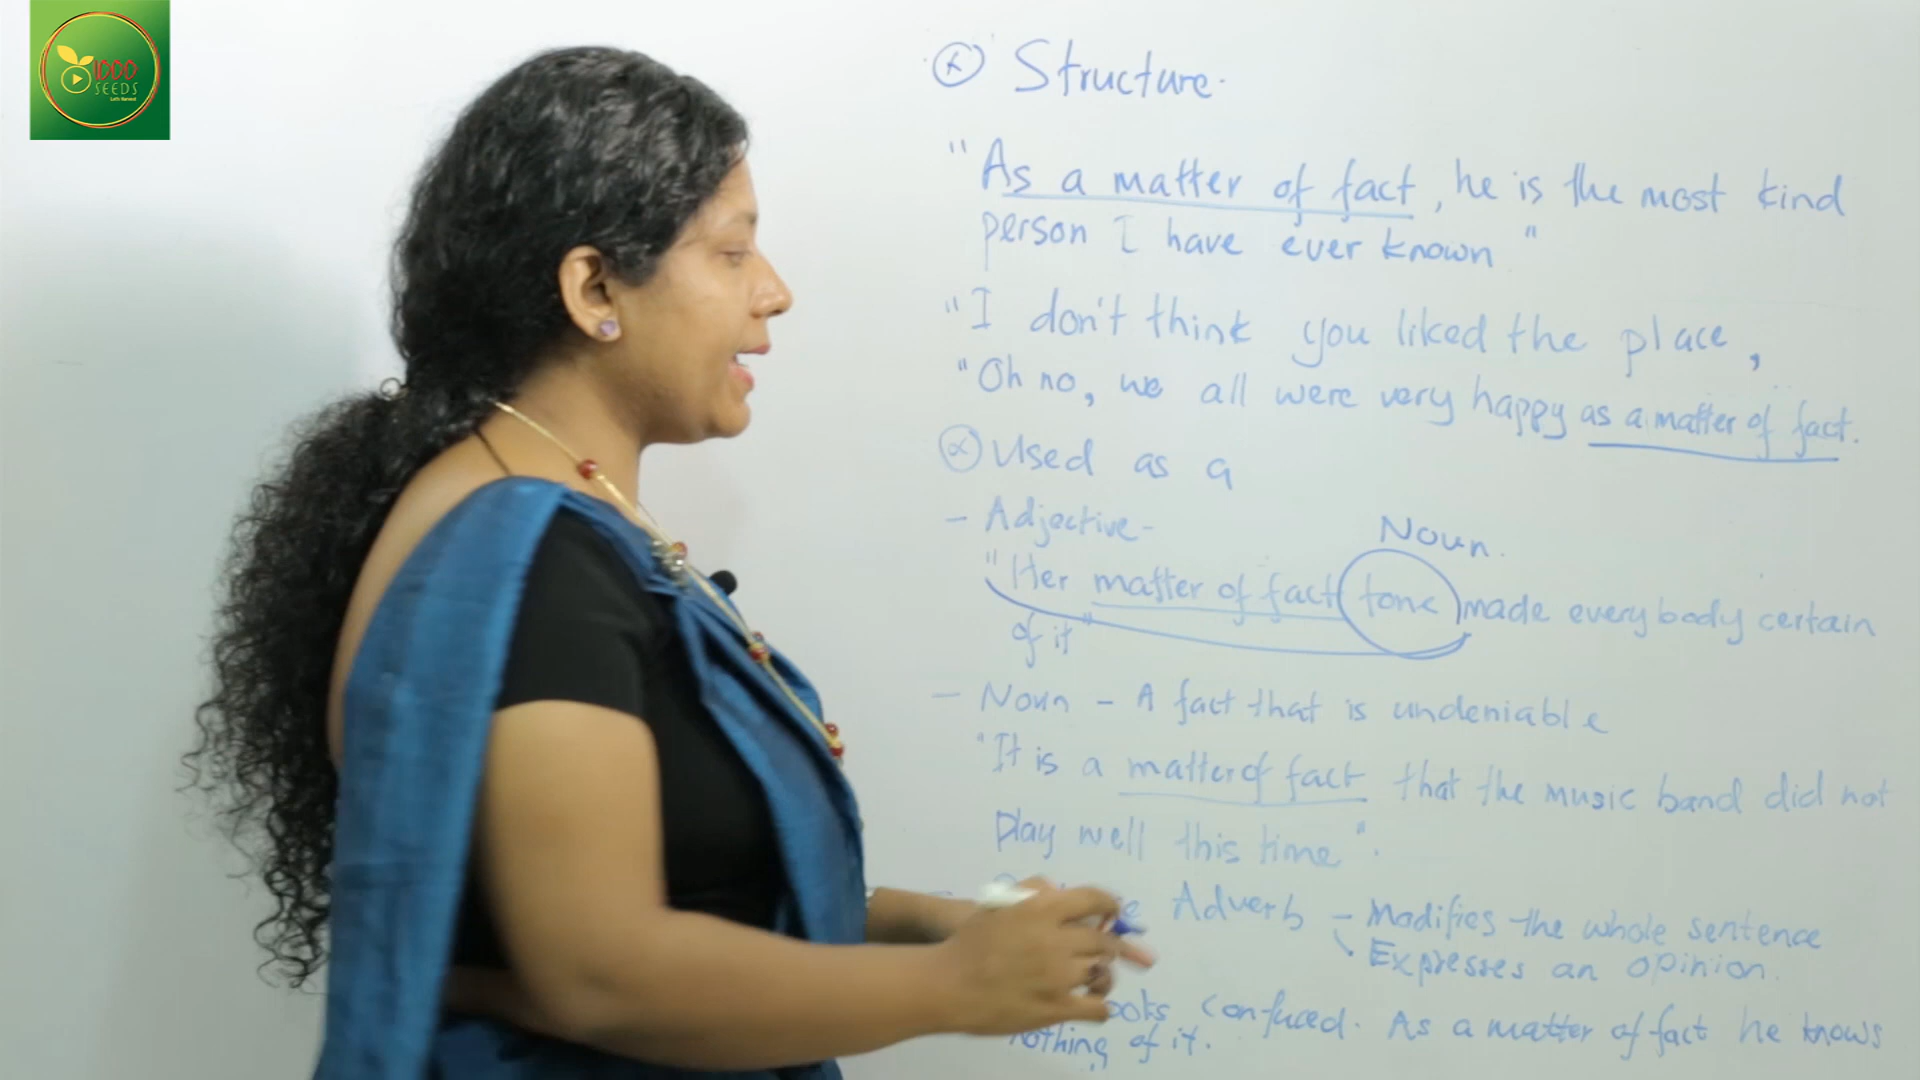 1000
SEEDS
Let's Harvest
Structure.
"As a matter of fact, he is the most kind
person I have ever known"
"I don't think you liked the place,
"Oh no, we all were very happy as a matter of fact.
Used as a
- Adjective -
Noun.
"Her matter of fact tone made everybody certain
of it"
- Noun - A fact that is undeniable
"It is a matter of fact that the music band did not
play well this time".
Adverb - Modifies the whole sentence
Expresses an opinion.
confuced. As a matter of fact he knows
nothing of it.